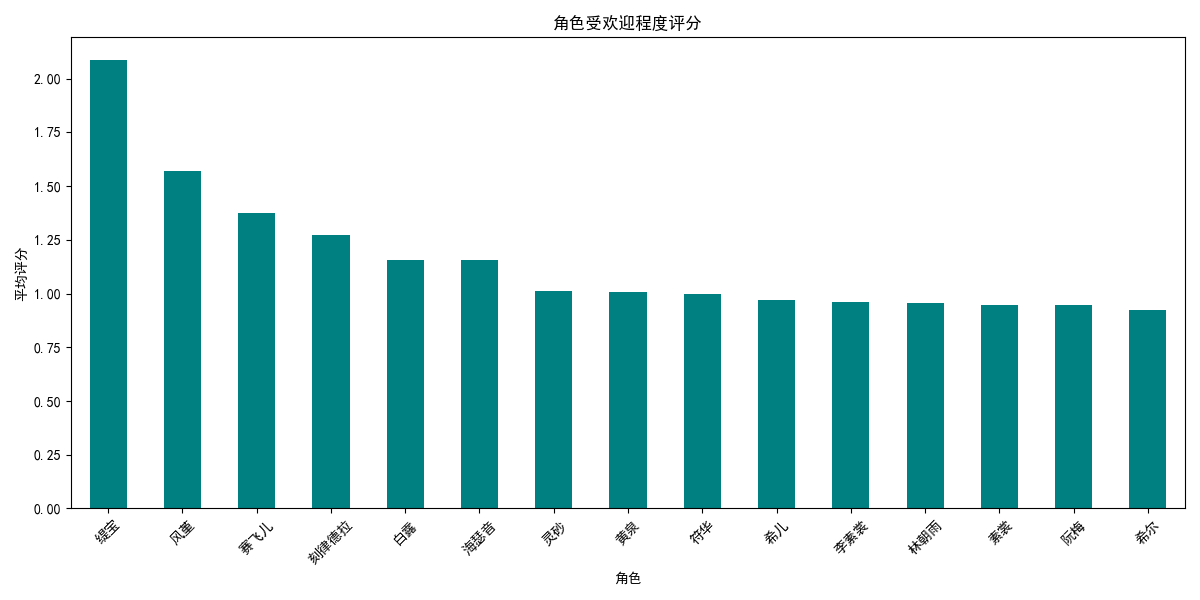 角色受欢迎程度评分
平均评分
2.00
1.75
1.50
1.25
1.00
0.75
0.50
0.25
0.00
缇宝
风堇
赛飞儿
刻律德拉
白露
海瑟音
灵砂
黄泉
符华
希儿
李素裳
林朝雨
素裳
阮梅
希尔
角色